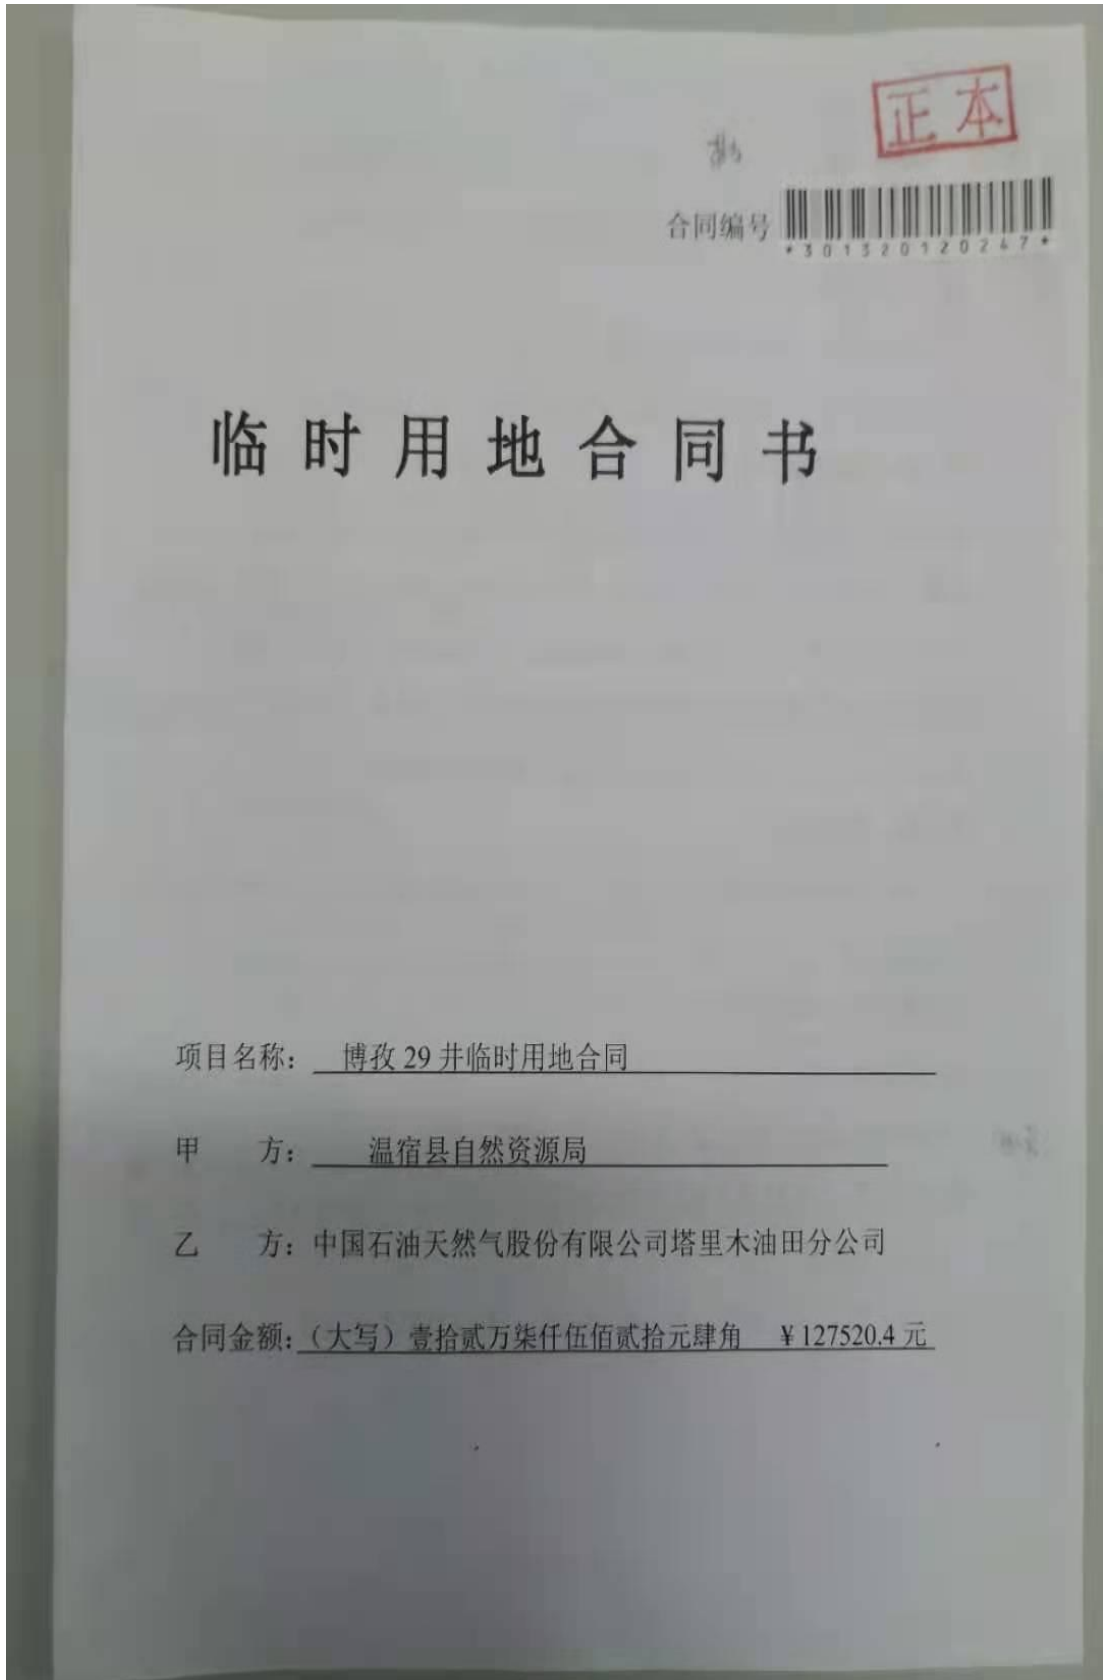 正本
合同编号
*301320120247*
临时用地合同书
项目名称： 博孜29井临时用地合同
甲 方： 温宿县自然资源局
乙 方：中国石油天然气股份有限公司塔里木油田分公司
合同金额：（大写）壹拾贰万柒仟伍佰贰拾元肆角 ￥127520.4元